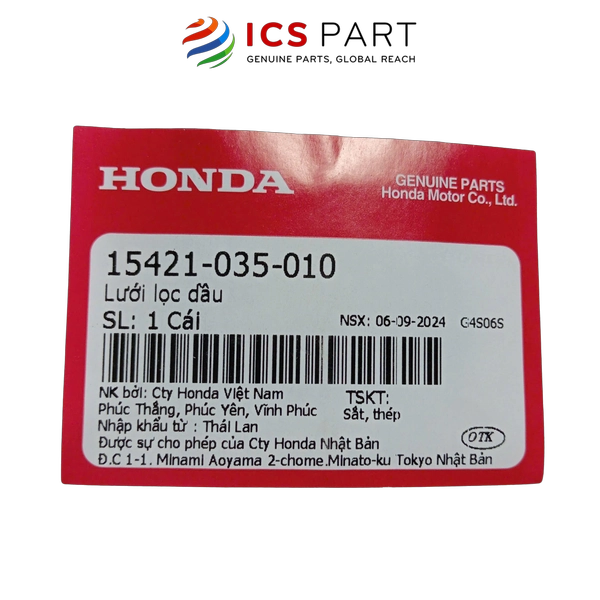 ICS PART
GENUINE PARTS, GLOBAL REACH
HONDA
GENUINE PARTS
Honda Motor Co., Ltd.
15421-035-010
Lưới lọc dầu
SL: 1 Cái
NSX: 06-09-2024 G4S06S
NK bởi: Cty Honda Việt Nam
Phúc Thắng, Phúc Yên, Vĩnh Phúc
Nhập khẩu từ : Thái Lan
TSKT:
Sắt, thép
Được sự cho phép của Cty Honda Nhật Bản
OTK
Đ.C 1-1. Minami Aoyama 2-chome.Minato-ku Tokyo Nhật Bản